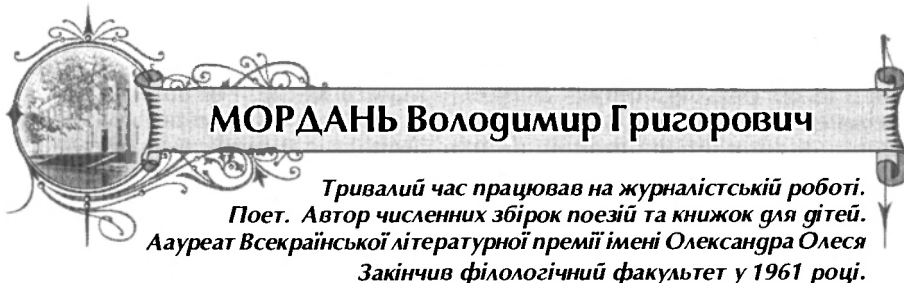 МОРДАНЬ Володимир Григорович
Тривалий час працював на журналістській роботі.
Поет. Автор численних збірок поезій та книжок для дітей.
Лауреат Всекраїнської літературної премії імені Олександра Олеся
Закінчив філологічний факультет у 1961 році.